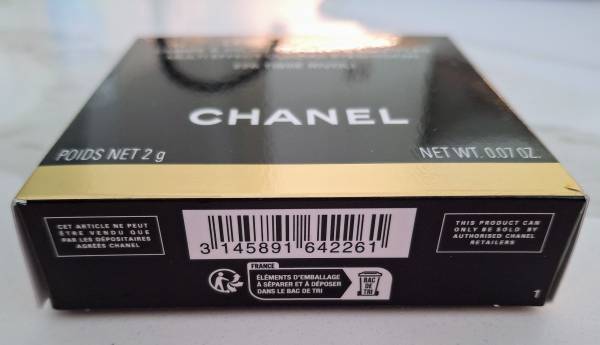 CHANEL
POIDS NET 2 g
NET WT. 0.07 OZ.
CET ARTICLE NE PEUT
ÊTRE VENDU QUE
PAR LES DÉPOSITAIRES
AGRÉÉS CHANEL
3 145891 642261
THIS PRODUCT CAN
ONLY BE SOLD BY
AUTHORISED CHANEL
RETAILERS
FRANCE
ÉLÉMENTS D'EMBALLAGE
À SÉPARER ET À DÉPOSER
DANS LE BAC DE TRI
BAC
DE
TRI
1